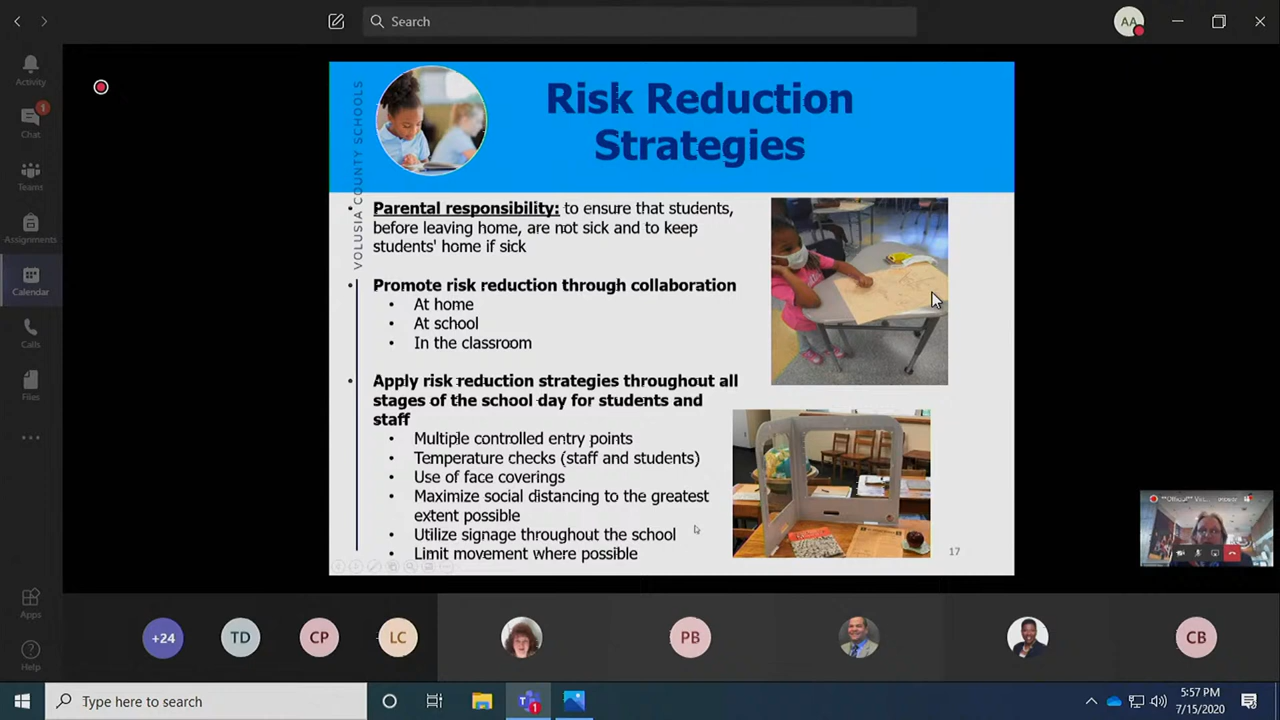 Search
AA
Activity
1
Chat
Teams
Assignments
Calendar
Calls
Files
Apps
Help
VOLUSIA COUNTY SCHOOLS
Risk Reduction
Strategies
• Parental responsibility: to ensure that students,
before leaving home, are not sick and to keep
students' home if sick
• Promote risk reduction through collaboration
• At home
• At school
• In the classroom
• Apply risk reduction strategies throughout all
stages of the school day for students and
staff
• Multiple controlled entry points
• Temperature checks (staff and students)
• Use of face coverings
• Maximize social distancing to the greatest
extent possible
• Utilize signage throughout the school
• Limit movement where possible
17
+24
TD
CP
LC
PB
CB
Type here to search
1
5:57 PM
7/15/2020